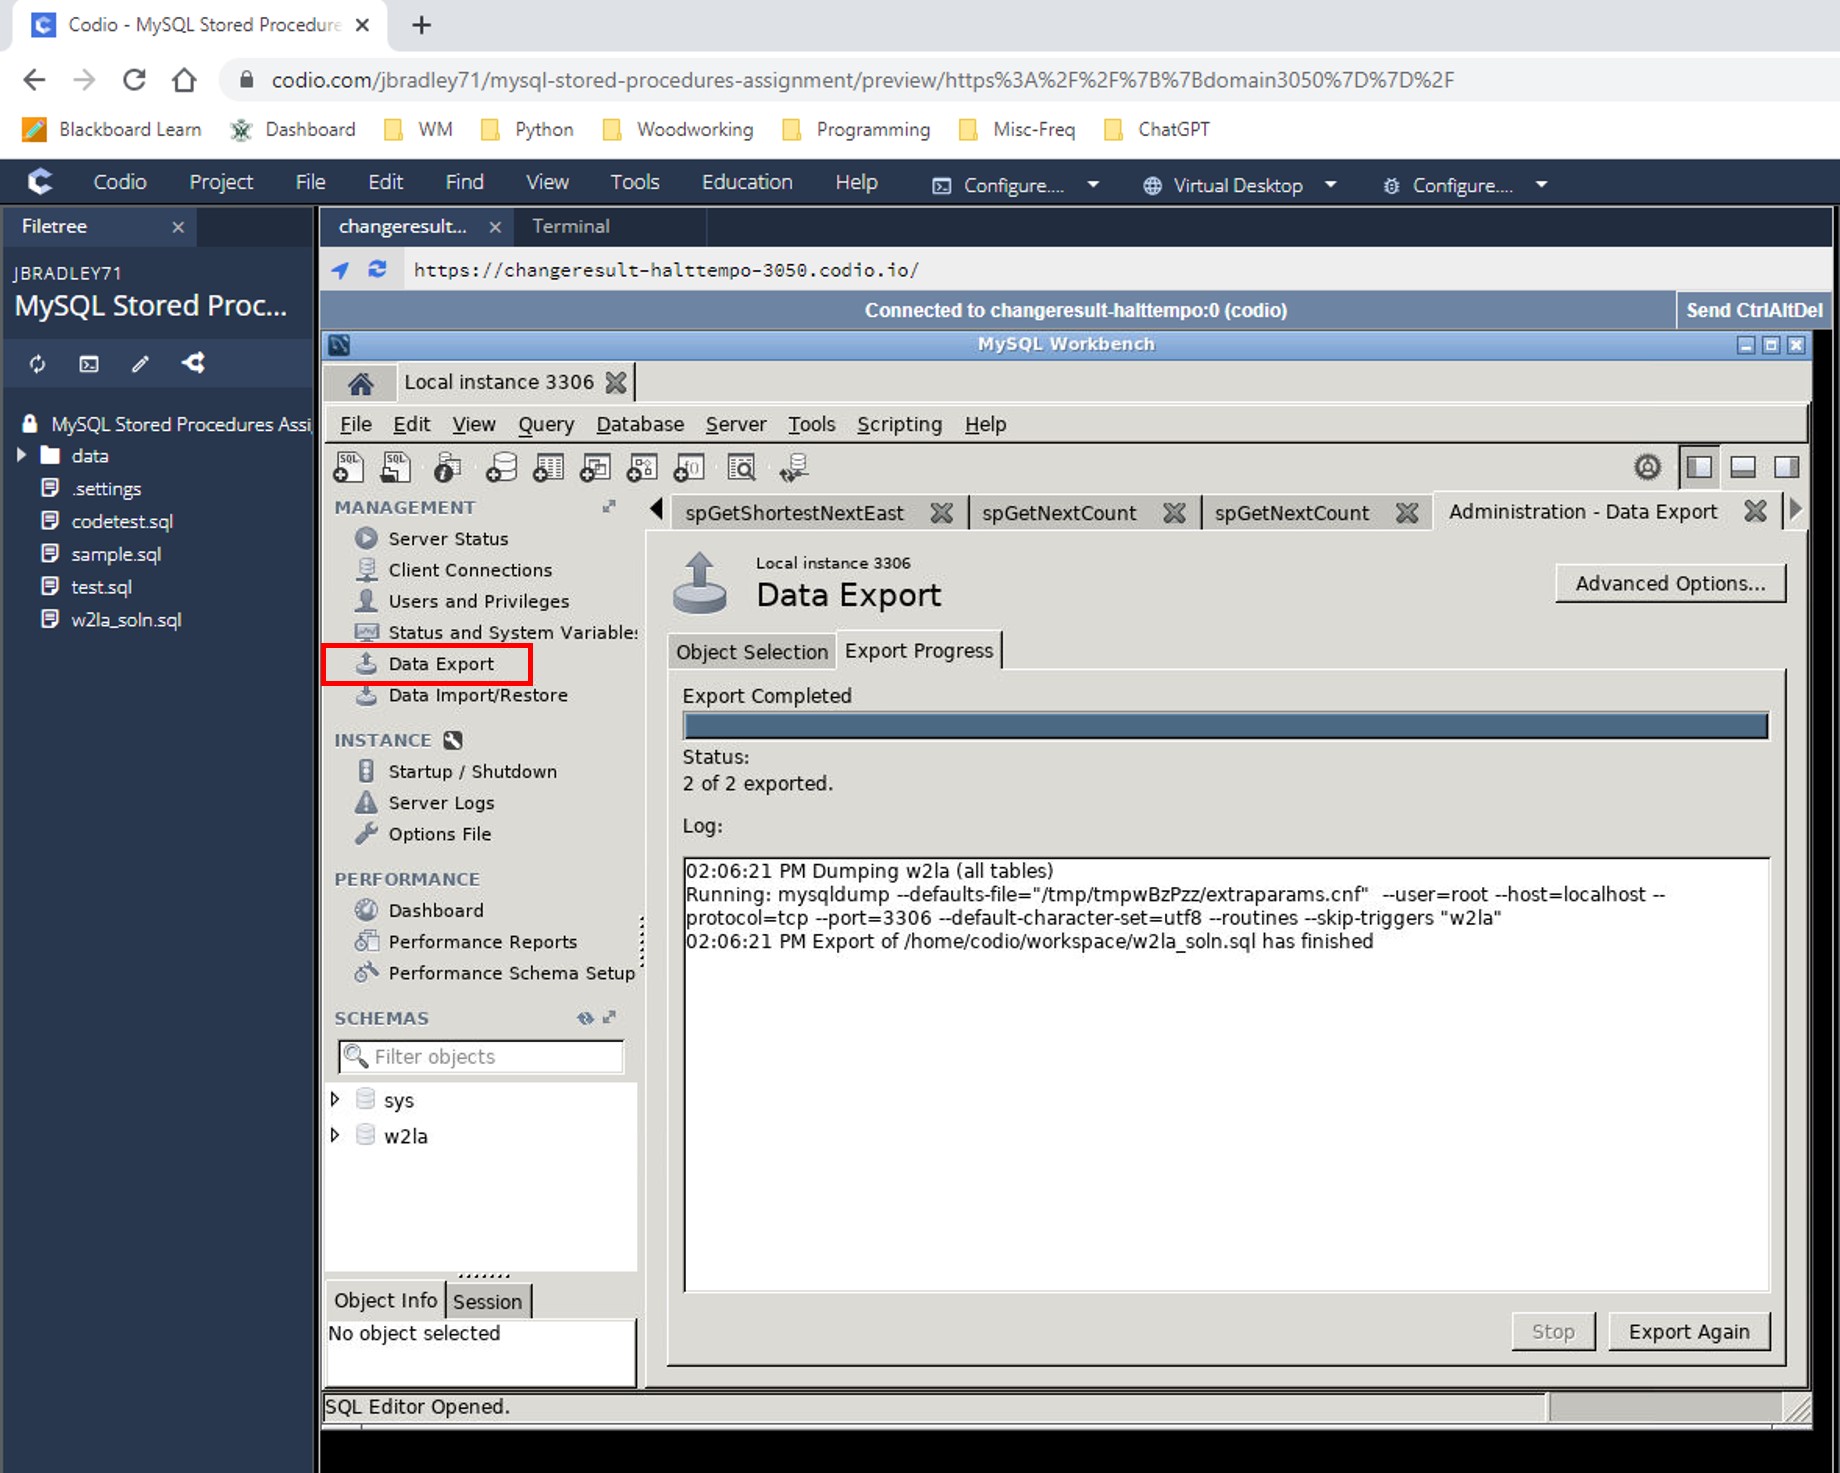 Codio - MySQL Stored Procedure
codio.com/jbradley71/mysql-stored-procedures-assignment/preview/https%3A%2F%2F%7B%7Bdomain3050%7D%7D%2F
Blackboard Learn Dashboard WM Python Woodworking Programming Misc-Freq ChatGPT
Codio Project File Edit Find View Tools Education Help Configure.... Virtual Desktop Configure....
Filetree
changeresult... Terminal
JBRADLEY71
MySQL Stored Proc...
https://changeresult-halttempo-3050.codio.io/
Connected to changeresult-halttempo:0 (codio) Send CtrlAltDel
MySQL Workbench
Local instance 3306
MySQL Stored Procedures Assi
data
.settings
codetest.sql
sample.sql
test.sql
w2la_soln.sql
File Edit View Query Database Server Tools Scripting Help
SQL SQL
MANAGEMENT
Server Status
Client Connections
Users and Privileges
Status and System Variables
Data Export
Data Import/Restore
INSTANCE
Startup / Shutdown
Server Logs
Options File
PERFORMANCE
Dashboard
Performance Reports
Performance Schema Setup
SCHEMAS
Filter objects
sys
w2la
Object Info Session
No object selected
spGetShortestNextEast spGetNextCount spGetNextCount Administration - Data Export
Local instance 3306
Data Export
Advanced Options...
Object Selection Export Progress
Export Completed
Status:
2 of 2 exported.
Log:
02:06:21 PM Dumping w2la (all tables)
Running: mysqldump --defaults-file="/tmp/tmpwBzPzz/extraparams.cnf"  --user=root --host=localhost --
protocol=tcp --port=3306 --default-character-set=utf8 --routines --skip-triggers "w2la"
02:06:21 PM Export of /home/codio/workspace/w2la_soln.sql has finished
Stop Export Again
SQL Editor Opened.